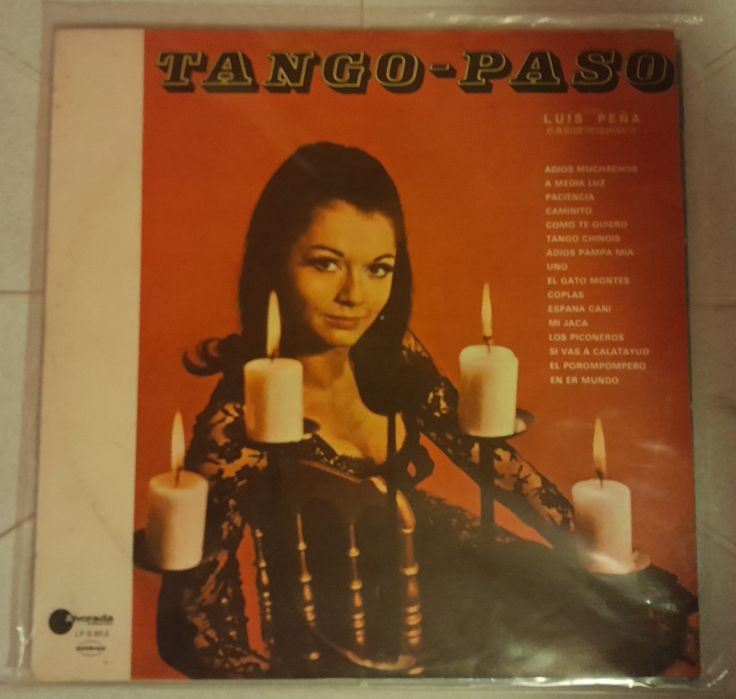 TANGO-PASO
LUIS PEÑA
e a sua orquestra
ADIOS MUCHACHOS
A MEDIA LUZ
PACIENCIA
CAMINITO
COMO TE QUIERO
TANGO CHINOIS
ADIOS PAMPA MIA
UNO
EL GATO MONTES
COPLAS
ESPANA CANI
MI JACA
LOS PICONEROS
SI VAS A CALATAYUD
EL POROMPOMPERO
EN ER MUNDO
alvorada